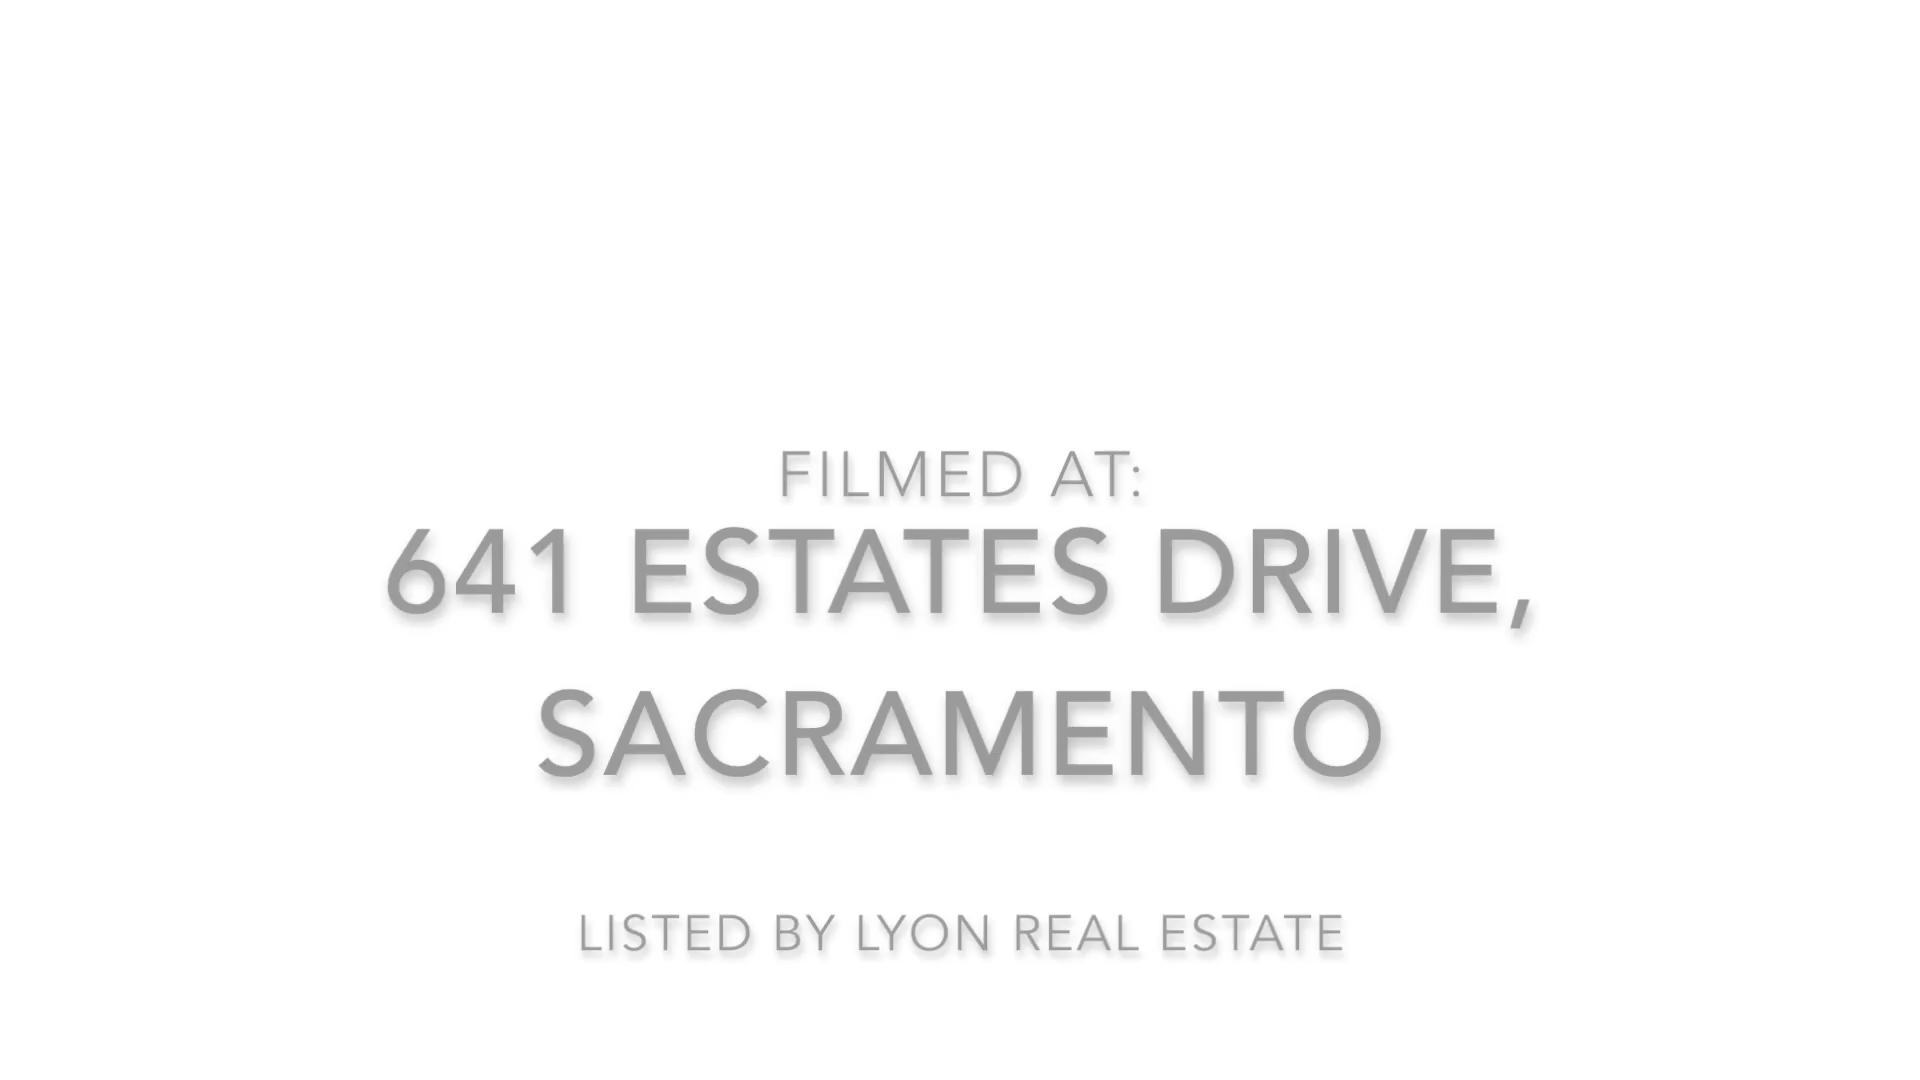 FILMED AT:
641 ESTATES DRIVE,
SACRAMENTO
LISTED BY LYON REAL ESTATE